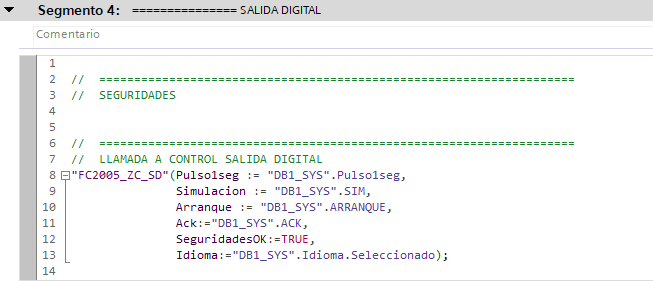 Segmento 4: =============== SALIDA DIGITAL
Comentario
1
2 // ====================================================================
3 // SEGURIDADES
4
5
6 // ====================================================================
7 // LLAMADA A CONTROL SALIDA DIGITAL
8 "FC2005_ZC_SD"(Pulso1seg := "DB1_SYS".Pulso1seg,
9 Simulacion := "DB1_SYS".SIM,
10 Arranque := "DB1_SYS".ARRANQUE,
11 Ack:="DB1_SYS".ACK,
12 SeguridadesOK:=TRUE,
13 Idioma:="DB1_SYS".Idioma.Seleccionado);
14